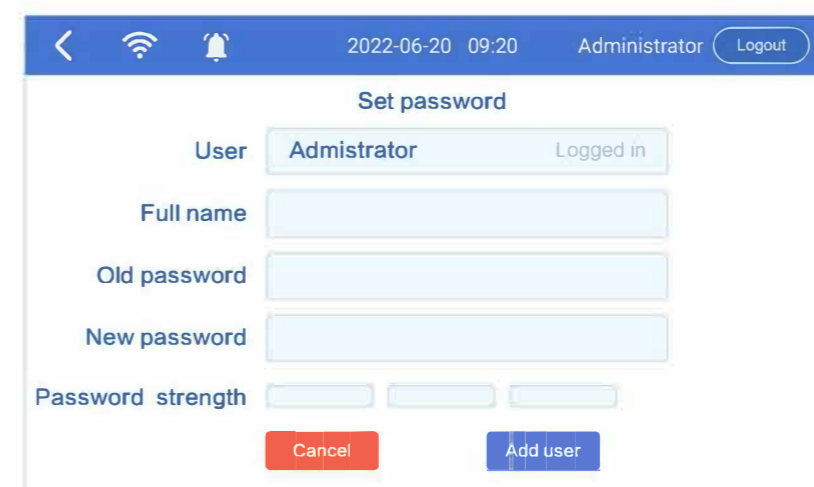 2022-06-20 09:20 Administrator Logout
Set password
User Admistrator Logged in
Full name
Old password
New password
Password strength
Cancel Add user